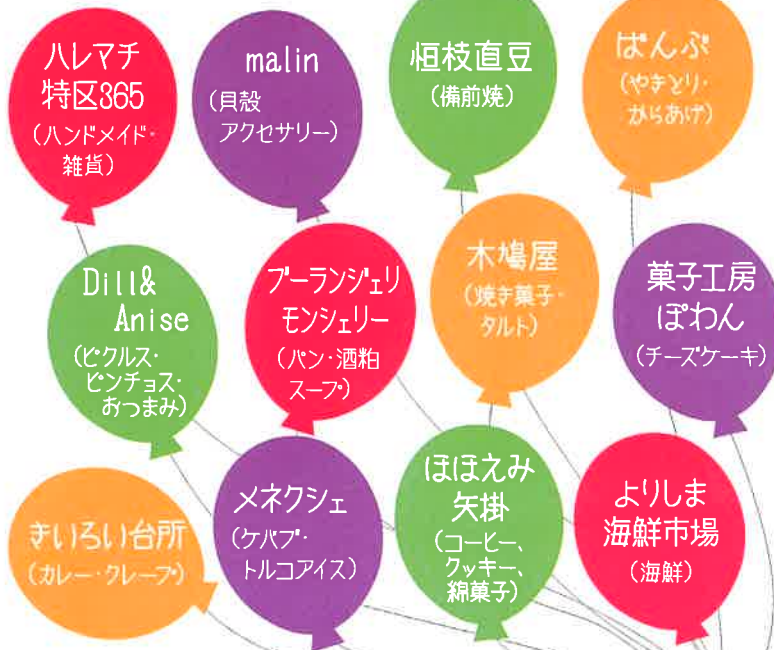 ハレマチ
特区365
(ハンドメイド・
雑貨)
malin
(貝殻
アクセサリー)
恒枝直豆
(備前焼)
ばんぶ
(やきとり・
からあげ)
Dill&
Anise
(ピクルス・
ピンチョス・
おつまみ)
ブーランジェリ
モンシェリー
(パン・酒粕
スープ)
木鳩屋
(焼き菓子・
タルト)
菓子工房
ぽわん
(チーズケーキ)
きいろい台所
(カレー・クレープ)
メネクシェ
(ケバブ・
トルコアイス)
ほほえみ
矢掛
(コーヒー、
クッキー、
綿菓子)
よりしま
海鮮市場
(海鮮)